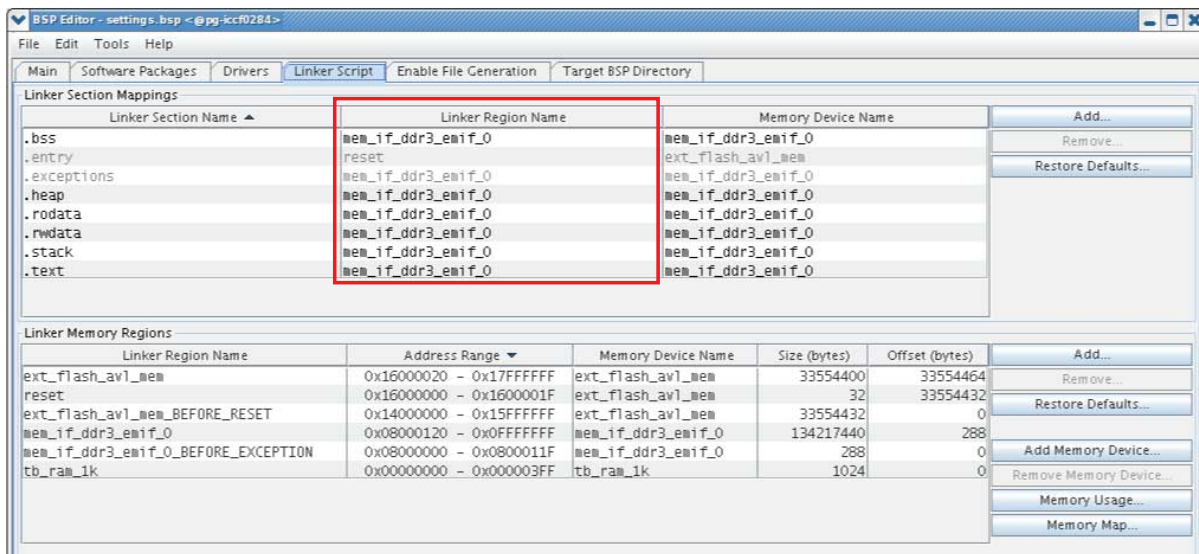 BSP Editor - settings.bsp <@pg-iccf0284>
File Edit Tools Help
Main Software Packages Drivers Linker Script Enable File Generation Target BSP Directory
Linker Section Mappings
Linker Section Name Linker Region Name Memory Device Name Add...
.bss mem_if_ddr3_emif_0 mem_if_ddr3_emif_0 Remove...
.entry reset ext_flash_avl_mem
.exceptions mem_if_ddr3_emif_0 mem_if_ddr3_emif_0 Restore Defaults...
.heap mem_if_ddr3_emif_0 mem_if_ddr3_emif_0
.rodata mem_if_ddr3_emif_0 mem_if_ddr3_emif_0
.rwdata mem_if_ddr3_emif_0 mem_if_ddr3_emif_0
.stack mem_if_ddr3_emif_0 mem_if_ddr3_emif_0
.text mem_if_ddr3_emif_0 mem_if_ddr3_emif_0
Linker Memory Regions
Linker Region Name Address Range Memory Device Name Size (bytes) Offset (bytes) Add...
ext_flash_avl_mem 0x16000020 - 0x17FFFFFF ext_flash_avl_mem 33554400 33554464 Remove...
reset 0x16000000 - 0x1600001F ext_flash_avl_mem 32 33554432 Restore Defaults...
ext_flash_avl_mem_BEFORE_RESET 0x14000000 - 0x15FFFFFF ext_flash_avl_mem 33554432 0
mem_if_ddr3_emif_0 0x08000120 - 0x0FFFFFFF mem_if_ddr3_emif_0 134217440 288
mem_if_ddr3_emif_0_BEFORE_EXCEPTION 0x08000000 - 0x0800011F mem_if_ddr3_emif_0 288 0 Add Memory Device...
tb_ram_1k 0x00000000 - 0x000003FF tb_ram_1k 1024 0 Remove Memory Device...
Memory Usage...
Memory Map...